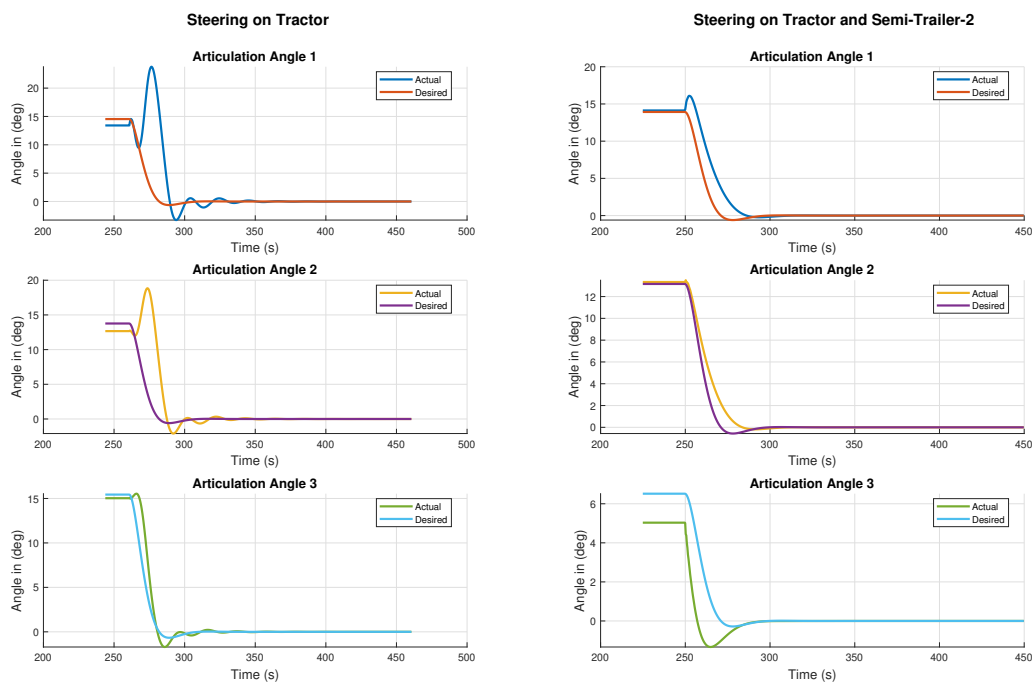 Steering on Tractor
Articulation Angle 1
Actual
Desired
Angle in (deg)
20
15
10
5
0
200 250 300 350 400 450 500
Time (s)
Articulation Angle 2
Actual
Desired
Angle in (deg)
20
15
10
5
0
200 250 300 350 400 450 500
Time (s)
Articulation Angle 3
Actual
Desired
Angle in (deg)
15
10
5
0
200 250 300 350 400 450 500
Time (s)
Steering on Tractor and Semi-Trailer-2
Articulation Angle 1
Actual
Desired
Angle in (deg)
20
15
10
5
0
200 250 300 350 400 450
Time (s)
Articulation Angle 2
Actual
Desired
Angle in (deg)
12
10
8
6
4
2
0
200 250 300 350 400 450
Time (s)
Articulation Angle 3
Actual
Desired
Angle in (deg)
6
4
2
0
200 250 300 350 400 450
Time (s)